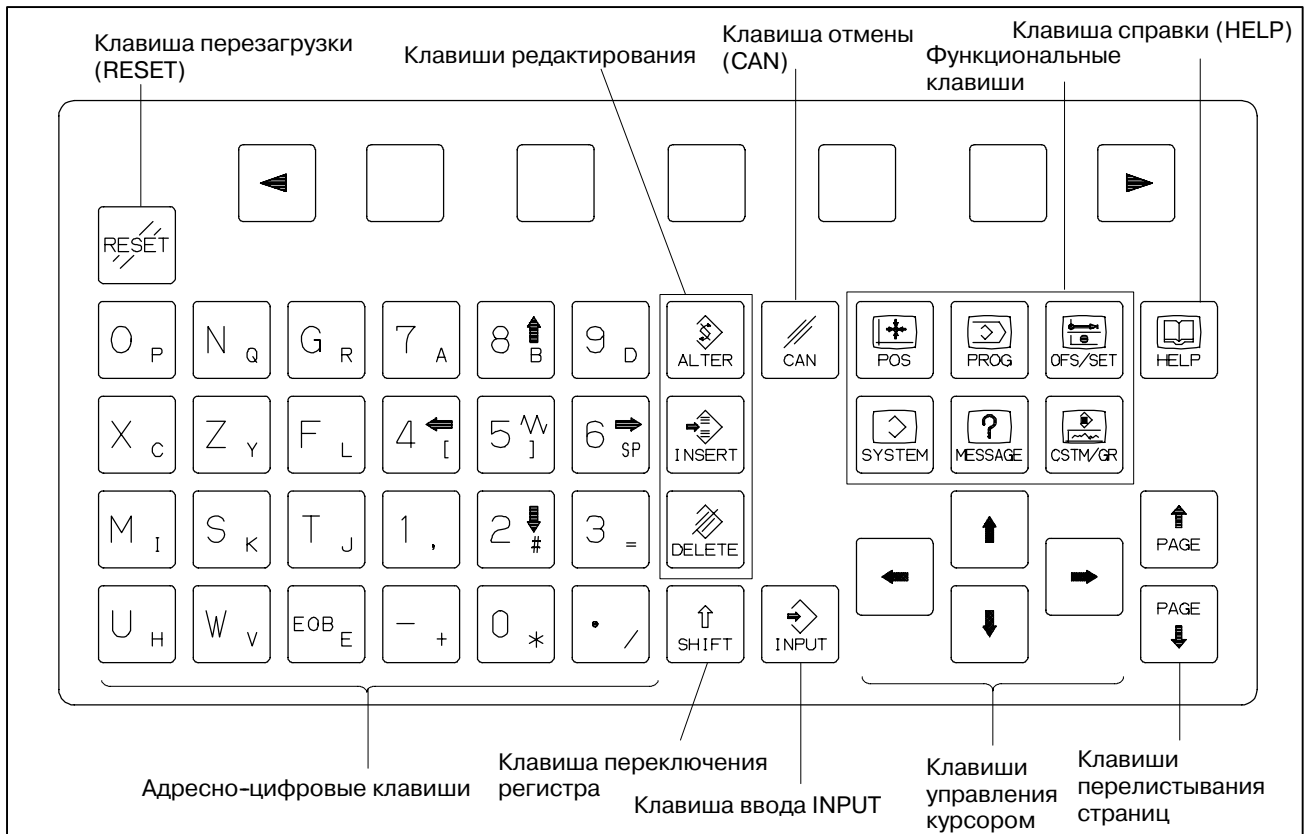 Клавиша перезагрузки
(RESET)
Клавиши редактирования
Клавиша отмены
(CAN)
Клавиша справки (HELP)
Функциональные
клавиши
RESET
O P
N Q
G R
7 A
8 B
9 D
ALTER
CAN
POS
PROG
OFS/SET
HELP
X C
Z Y
F L
4 [
5 ]
6 SP
INSERT
SYSTEM
MESSAGE
CSTM/GR
M I
S K
T J
1 ,
2 #
3 =
DELETE
PAGE
U H
W V
EOB E
- +
0 *
. /
SHIFT
INPUT
PAGE
Адресно-цифровые клавиши
Клавиша переключения
регистра
Клавиша ввода INPUT
Клавиши
управления
курсором
Клавиши
перелистывания
страниц